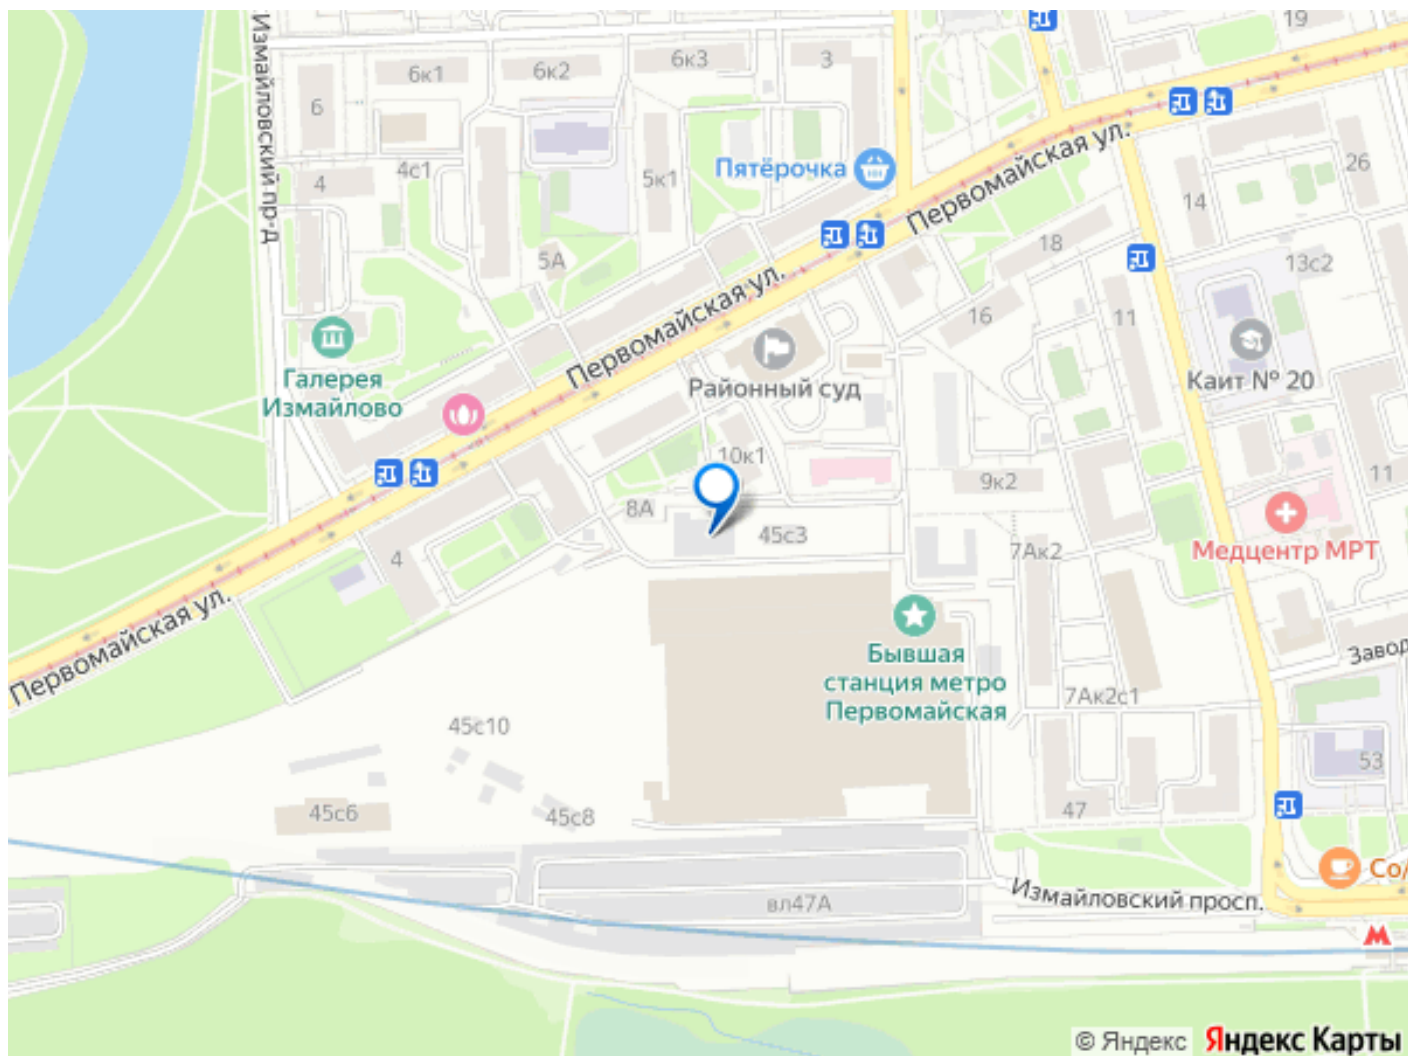 19
6к1
6к2
6к3
3
6
Измайловский пр-д
Пятёрочка
Первомайская ул.
4с1
5к1
4
26
14
18
5А
13с2
Первомайская ул.
16
11
Галерея
Измайлово
Районный суд
Каит № 20
10к1
9к2
11
8А
45с3
7Ак2
Медцентр МРТ
4
Первомайская ул.
Бывшая
станция метро
Первомайская
Завод
7Ак2с1
45с10
53
45с6
45с8
47
Со/
вл47А
Измайловский просп.
© Яндекс Яндекс Карты